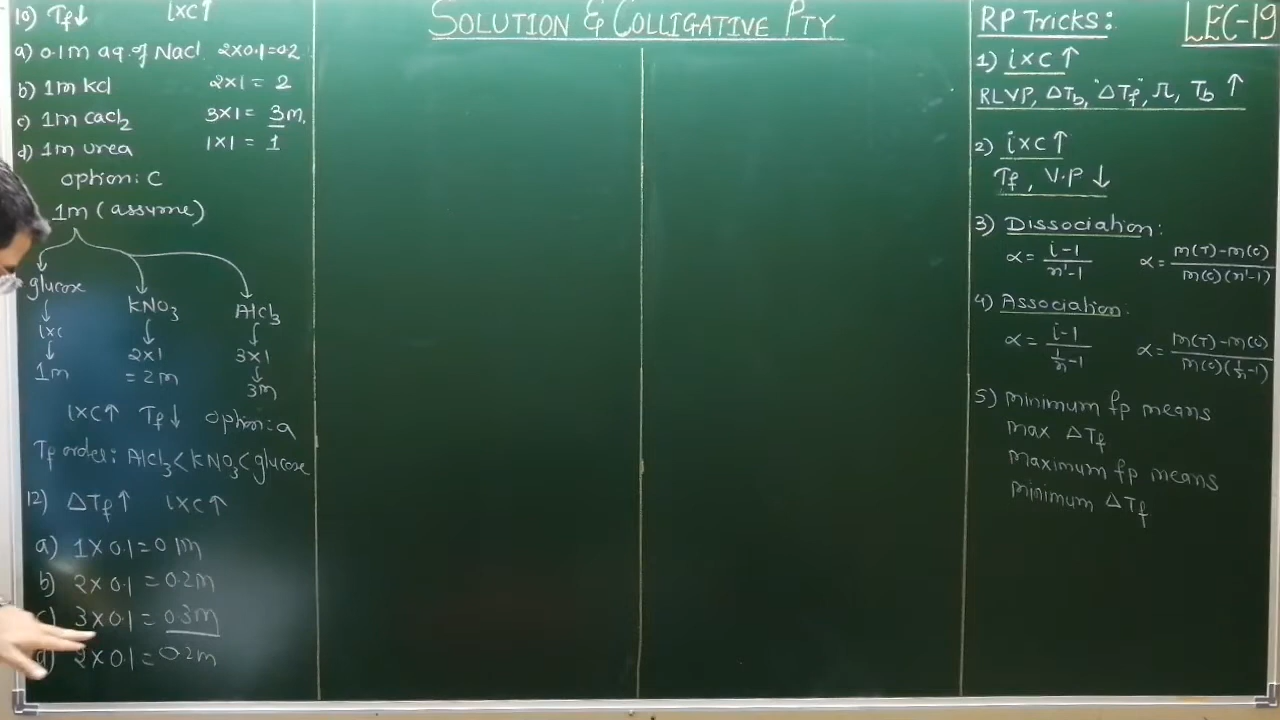 SOLUTION & COLLIGATIVE PTY
LEC-19
10) Tf↓ i×C↑
a) 0.1m aq. of Nacl 2×0.1=0.2
b) 1m kcl 2×1 = 2
c) 1m cacl2 3×1 = 3m
d) 1m urea 1×1 = 1
option: C
1m (assume)
glucose KNO3 Alcl3
i×c 2×1 3×1
1m = 2m 3m
i×C↑ Tf↓ option: a
Tf order: Alcl3 < KNO3 < glucose
12) ΔTf↑ i×C↑
a) 1×0.1=0.1m
b) 2×0.1=0.2m
c) 3×0.1=0.3m
d) 2×0.1=0.2m
RP Tricks:
1) i×C↑
RLVP, ΔTb, "ΔTf", π, Tb ↑
2) i×C↑
Tf, V.P ↓
3) Dissociation:
α = i-1/n'-1 α = m(T)-m(O)/m(O)(n'-1)
4) Association:
α = i-1/(1/n-1) α = m(T)-m(O)/m(O)(1/n-1)
5) minimum fp means
max ΔTf
maximum fp means
minimum ΔTf